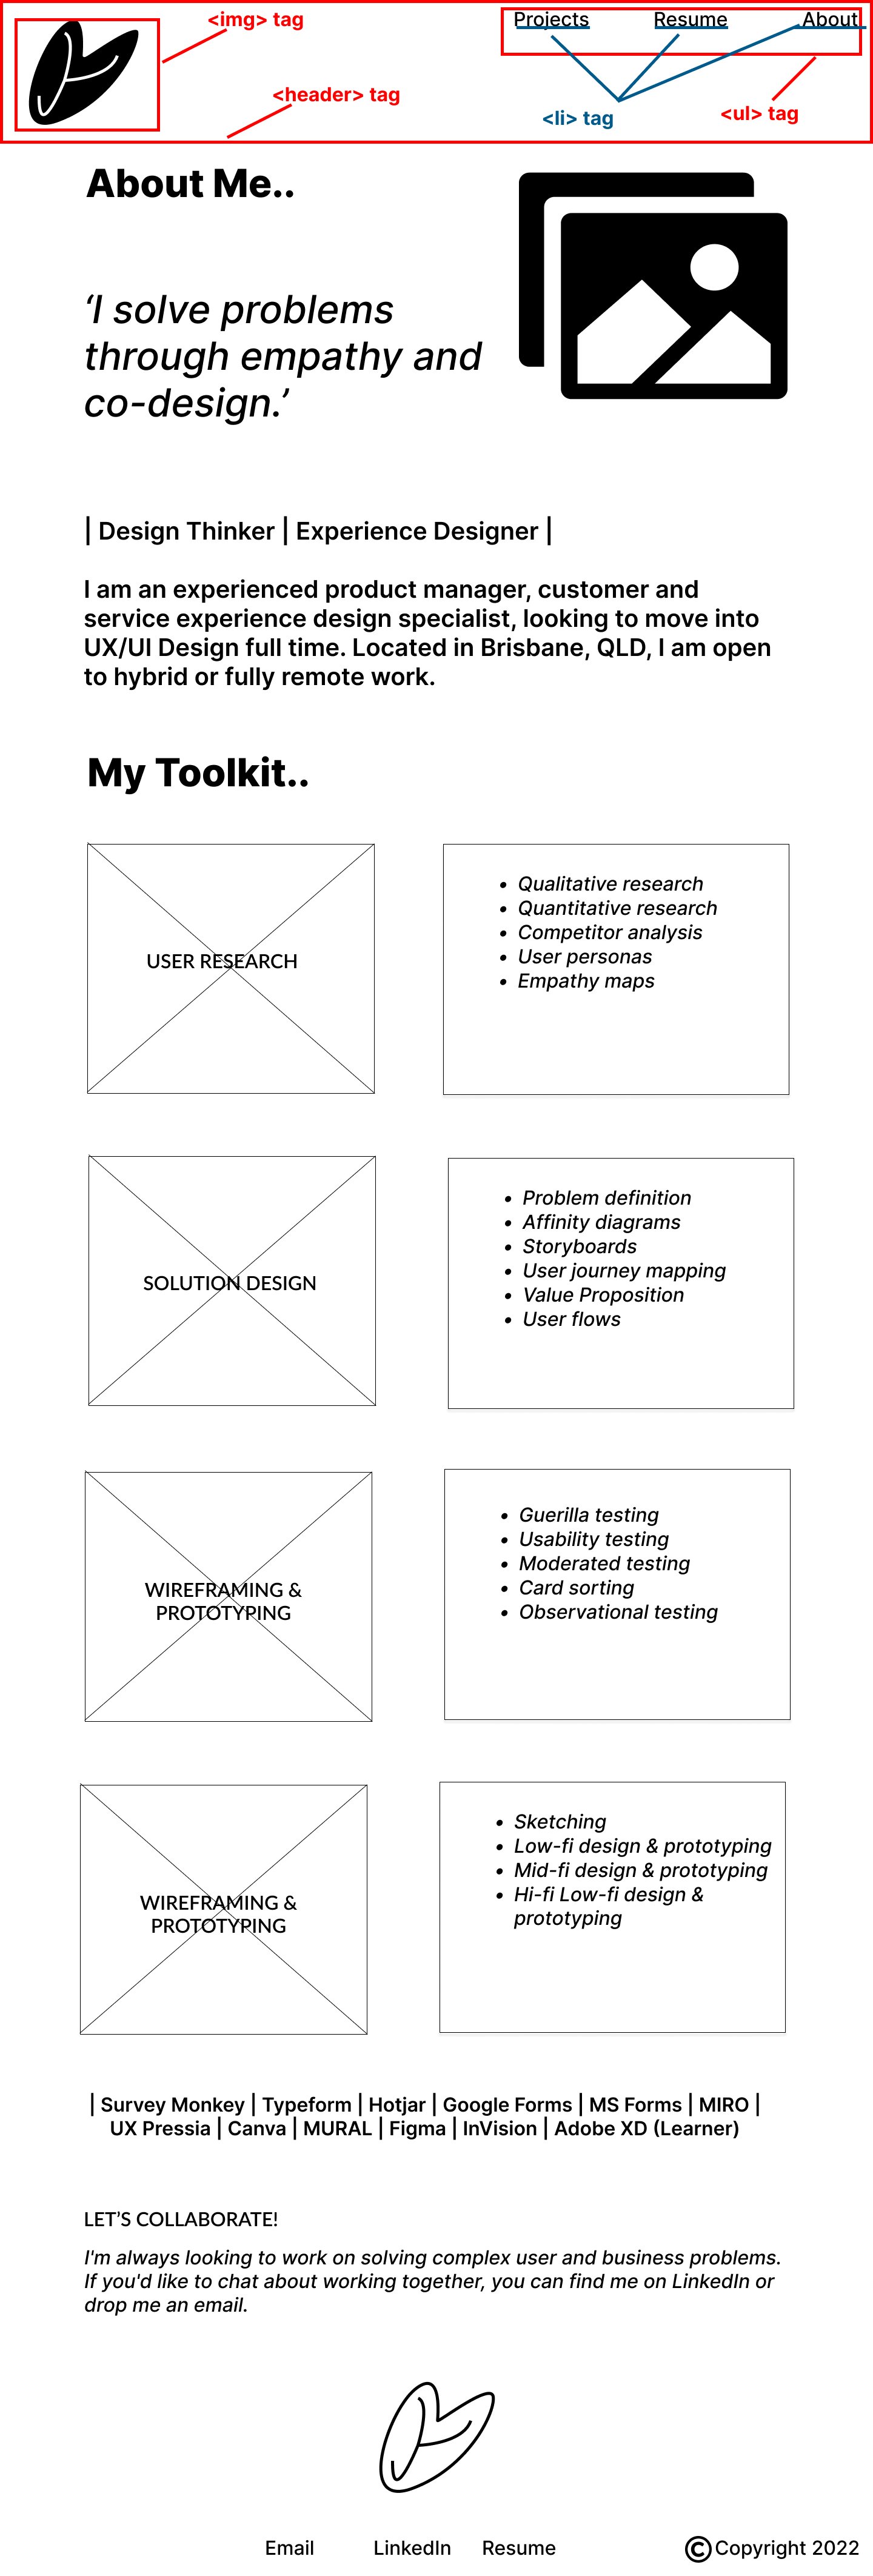 <img> tag
Projects Resume About
<header> tag
<li> tag
<ul> tag
About Me..
‘I solve problems
through empathy and
co-design.’
| Design Thinker | Experience Designer |
I am an experienced product manager, customer and
service experience design specialist, looking to move into
UX/UI Design full time. Located in Brisbane, QLD, I am open
to hybrid or fully remote work.
My Toolkit..
USER RESEARCH
• Qualitative research
• Quantitative research
• Competitor analysis
• User personas
• Empathy maps
SOLUTION DESIGN
• Problem definition
• Affinity diagrams
• Storyboards
• User journey mapping
• Value Proposition
• User flows
WIREFRAMING &
PROTOTYPING
• Guerilla testing
• Usability testing
• Moderated testing
• Card sorting
• Observational testing
WIREFRAMING &
PROTOTYPING
• Sketching
• Low-fi design & prototyping
• Mid-fi design & prototyping
• Hi-fi Low-fi design &
prototyping
| Survey Monkey | Typeform | Hotjar | Google Forms | MS Forms | MIRO |
UX Pressia | Canva | MURAL | Figma | InVision | Adobe XD (Learner)
LET’S COLLABORATE!
I'm always looking to work on solving complex user and business problems.
If you'd like to chat about working together, you can find me on LinkedIn or
drop me an email.
Email LinkedIn Resume © Copyright 2022